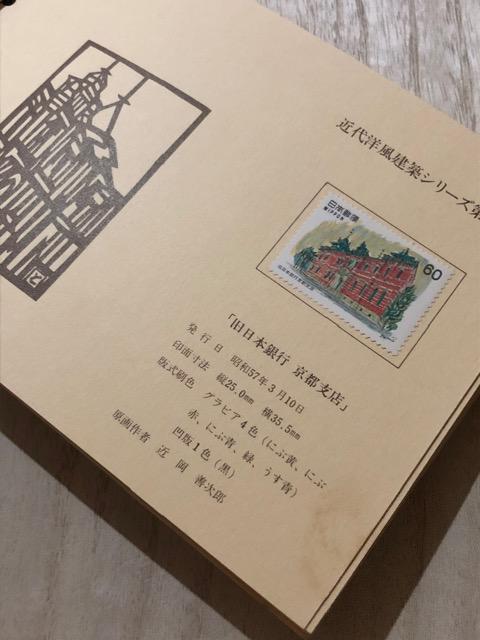 近代洋風建築シリーズ第
日本郵便
60
「旧日本銀行 京都支店」
発行日 昭和57年3月10日
印面寸法 縦25.0㎜ 横35.5㎜
版式刷色 グラビア4色（にぶ黄、にぶ
赤、にぶ青、緑、うす青）
凹版1色（黒）
原画作者 近岡善次郎